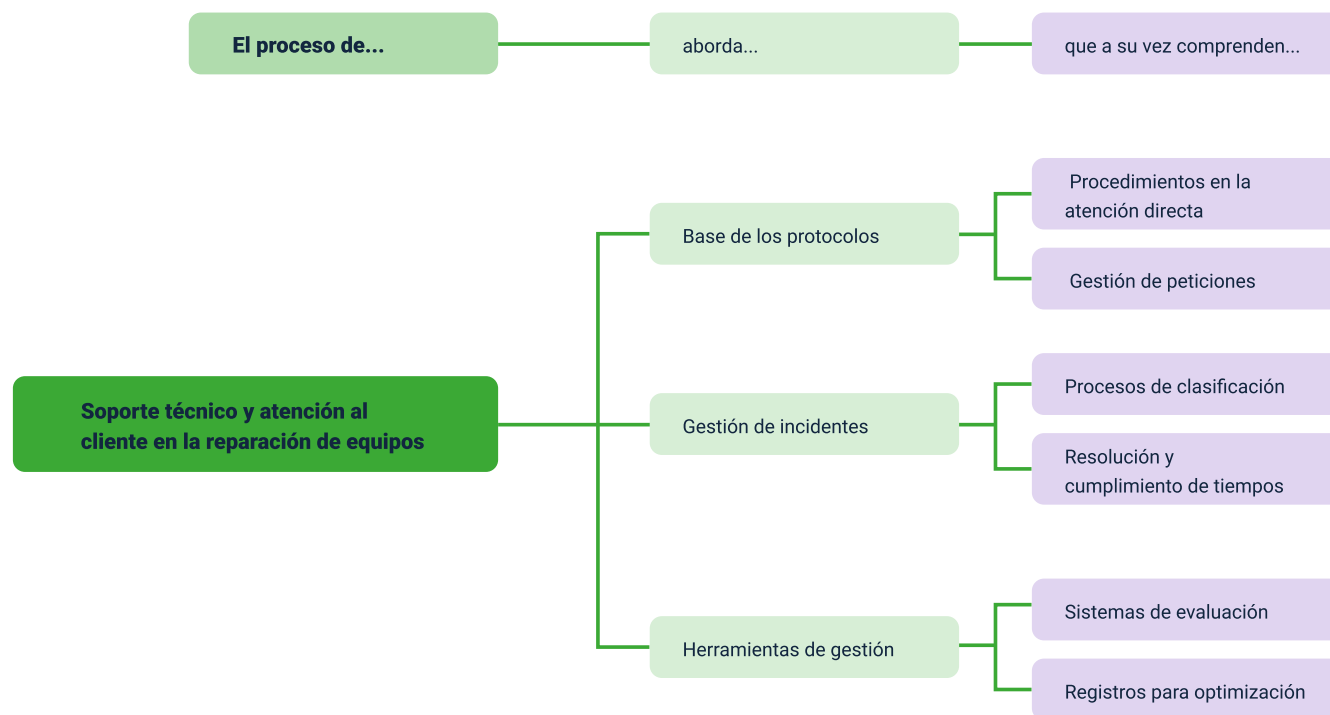 El proceso de...
aborda...
que a su vez comprenden...
Procedimientos en la
atención directa
Base de los protocolos
Gestión de peticiones
Soporte técnico y atención al
cliente en la reparación de equipos
Procesos de clasificación
Gestión de incidentes
Resolución y
cumplimiento de tiempos
Sistemas de evaluación
Herramientas de gestión
Registros para optimización